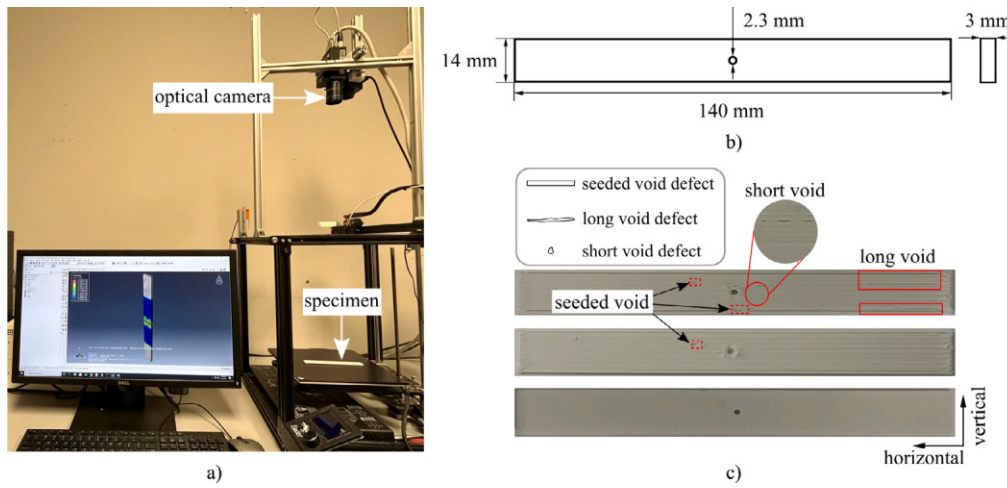 optical camera
specimen
DELL
a)
2.3 mm
3 mm
14 mm
140 mm
b)
seeded void defect
long void defect
short void defect
short void
long void
seeded void
horizontal
vertical
c)